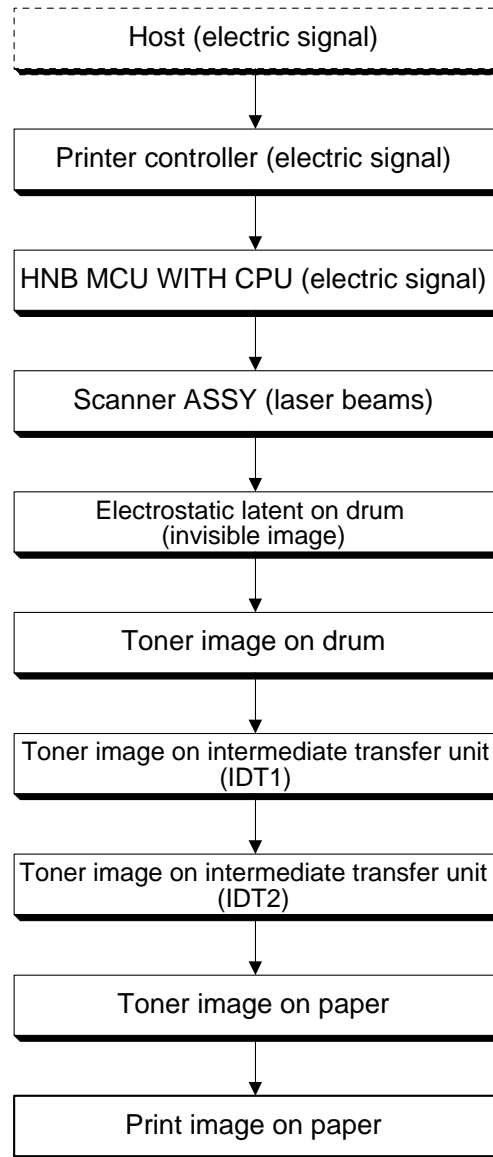 Host (electric signal)
Printer controller (electric signal)
HNB MCU WITH CPU (electric signal)
Scanner ASSY (laser beams)
Electrostatic latent on drum
(invisible image)
Toner image on drum
Toner image on intermediate transfer unit
(IDT1)
Toner image on intermediate transfer unit
(IDT2)
Toner image on paper
Print image on paper